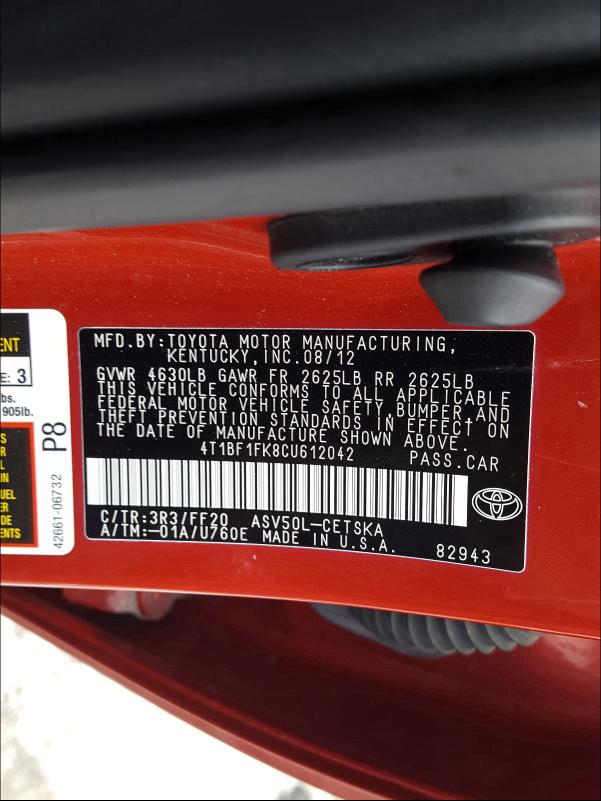 MFD.BY: TOYOTA MOTOR MANUFACTURING,
KENTUCKY, INC. 08/12
GVWR 4630LB GAWR FR 2625LB RR 2625LB
THIS VEHICLE CONFORMS TO ALL APPLICABLE
FEDERAL MOTOR VEHICLE SAFETY, BUMPER AND
THEFT PREVENTION STANDARDS IN EFFECT ON
THE DATE OF MANUFACTURE SHOWN ABOVE.
4T1BF1FK8CU612042 PASS.CAR
C/TR:3R3/FF20 ASV50L-CETSKA
A/TM:-01A/U760E MADE IN U.S.A. 82943
3
905lb.
P8
42661-06732